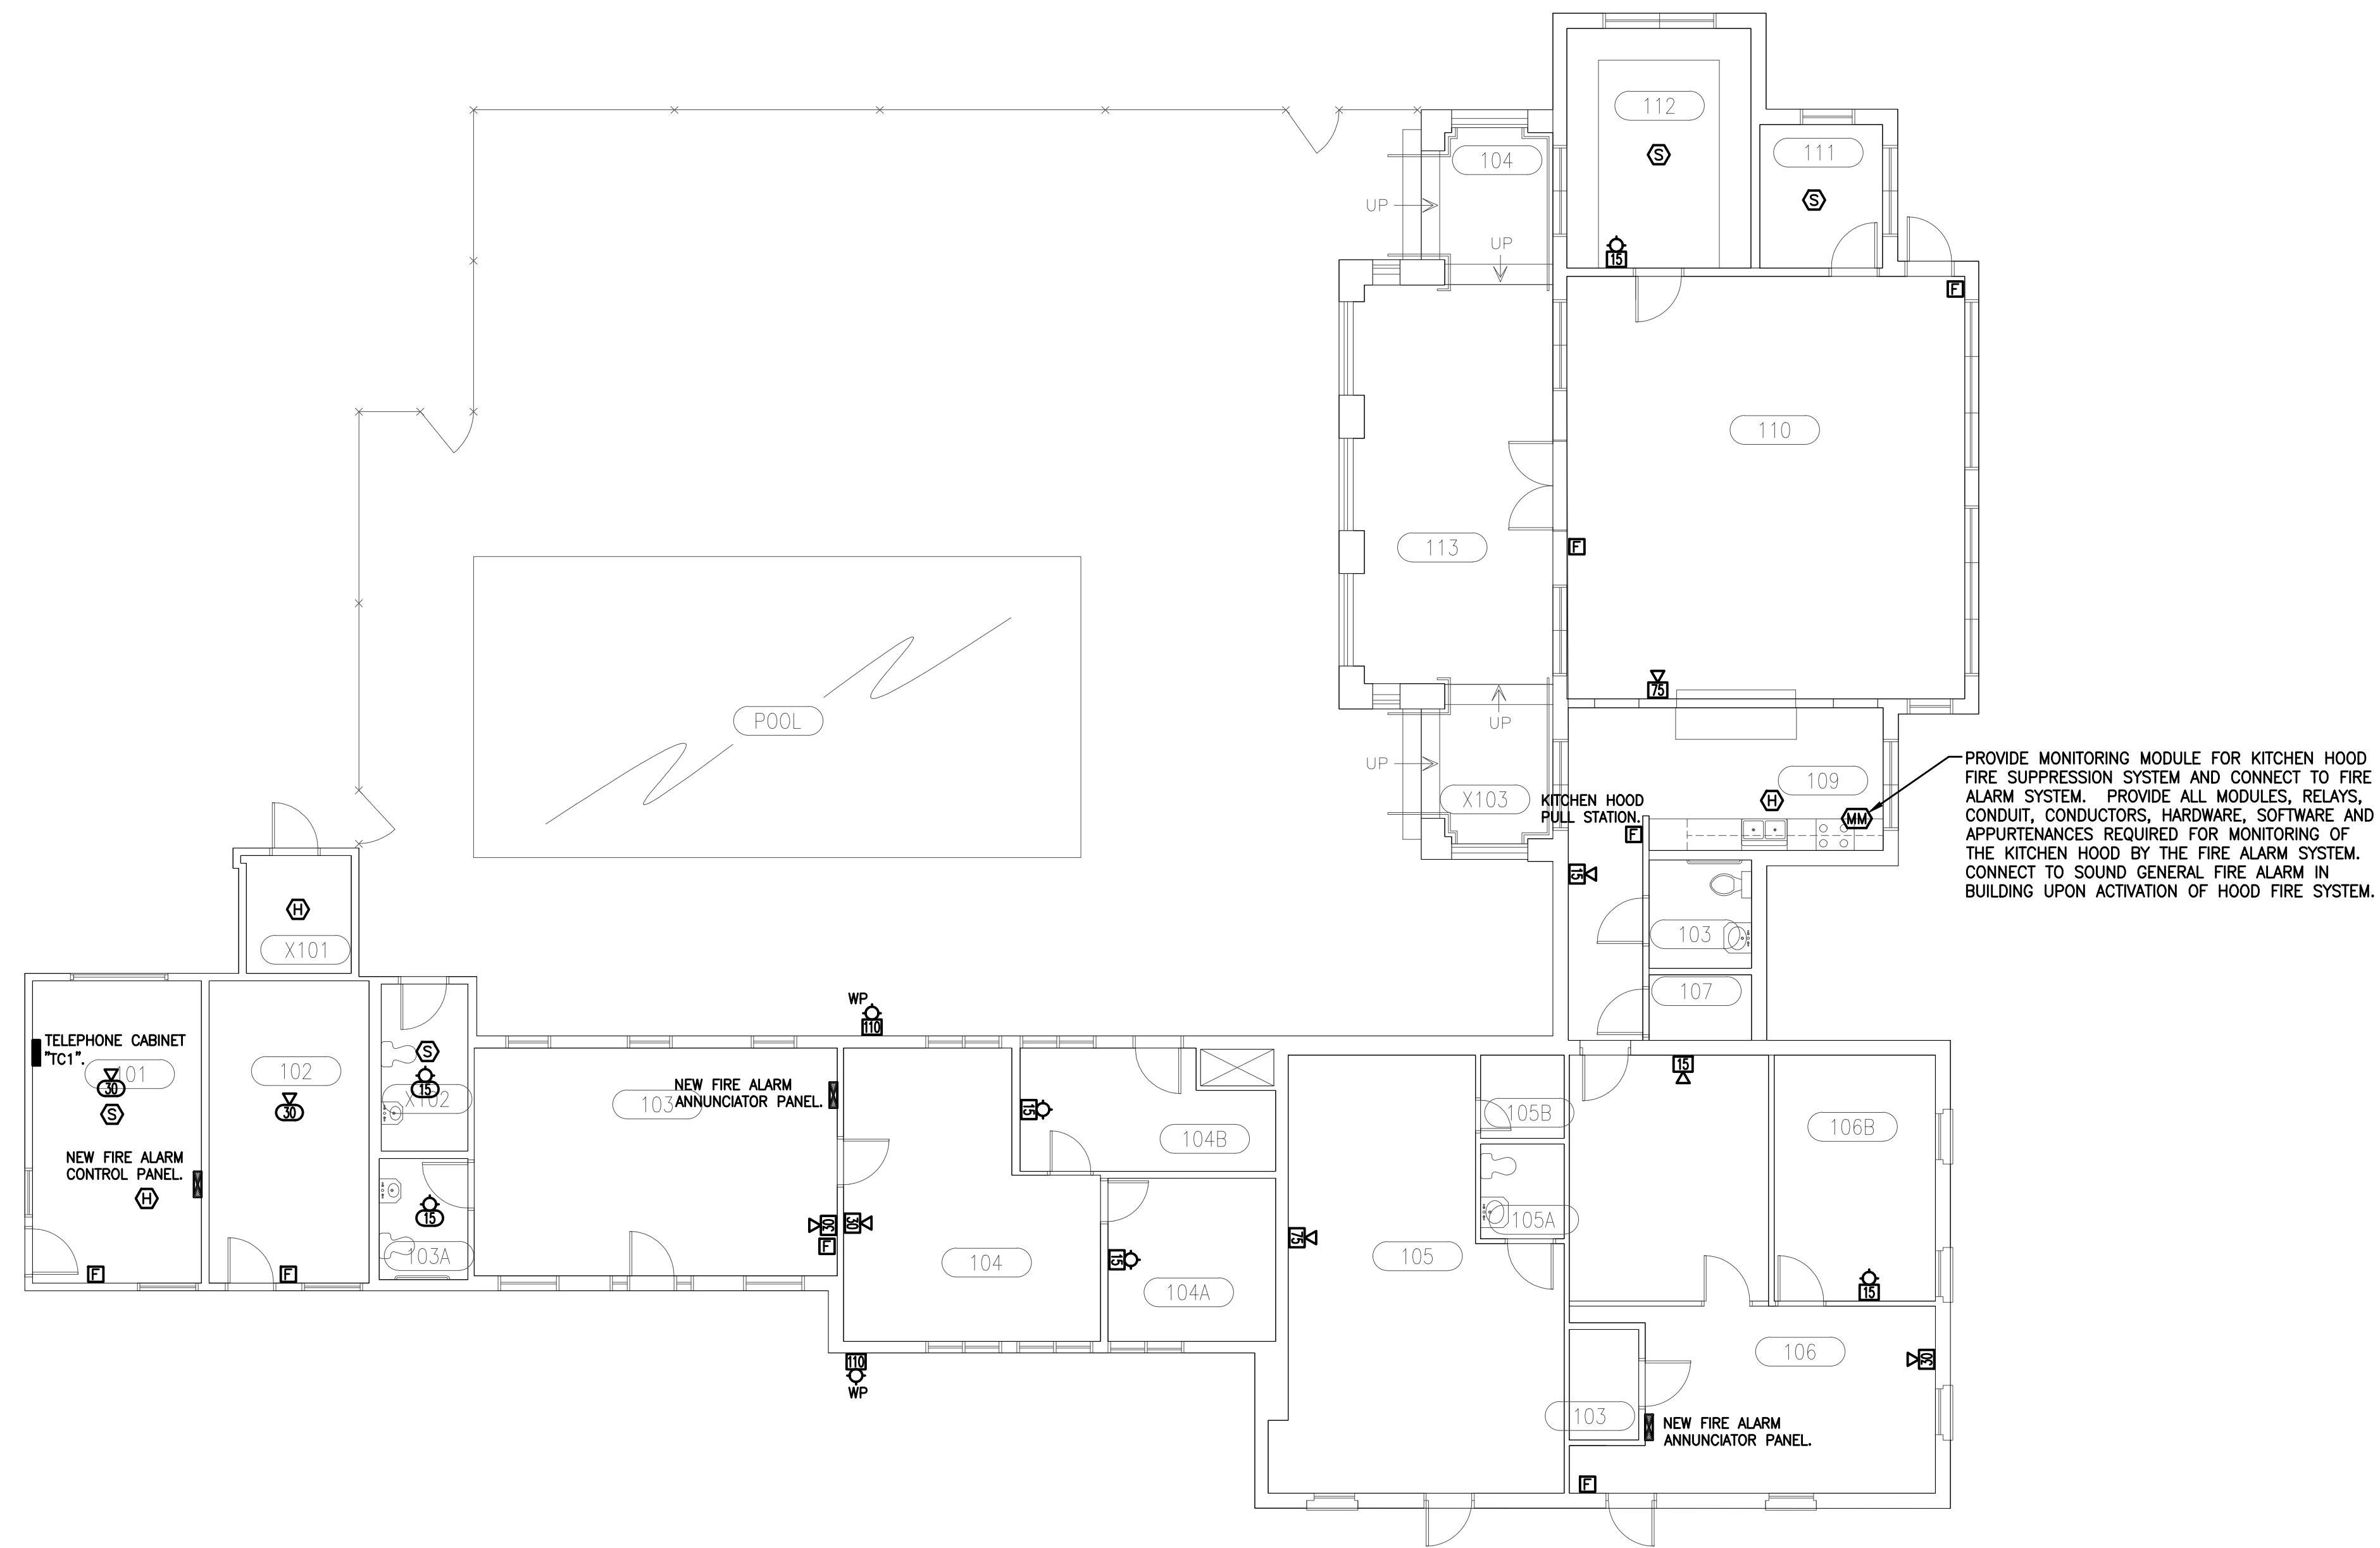 112
104
111
S
S
UP
UP
15
F
110
113
F
75
UP
POOL
UP
109
X103
H
MM
PROVIDE MONITORING MODULE FOR KITCHEN HOOD
FIRE SUPPRESSION SYSTEM AND CONNECT TO FIRE
ALARM SYSTEM. PROVIDE ALL MODULES, RELAYS,
CONDUIT, CONDUCTORS, HARDWARE, SOFTWARE AND
APPURTENANCES REQUIRED FOR MONITORING OF
THE KITCHEN HOOD BY THE FIRE ALARM SYSTEM.
CONNECT TO SOUND GENERAL FIRE ALARM IN
BUILDING UPON ACTIVATION OF HOOD FIRE SYSTEM.
KITCHEN HOOD
PULL STATION.
F
15
103
107
H
X101
WP
110
TELEPHONE CABINET
"TC1".
101
30
S
102
30
S
15
X102
103
NEW FIRE ALARM
ANNUNCIATOR PANEL.
15
104B
105B
15
106B
NEW FIRE ALARM
CONTROL PANEL.
H
15
103A
30
F
30
104
15
104A
75
105
105A
15
F
F
110
WP
106
30
103
NEW FIRE ALARM
ANNUNCIATOR PANEL.
F